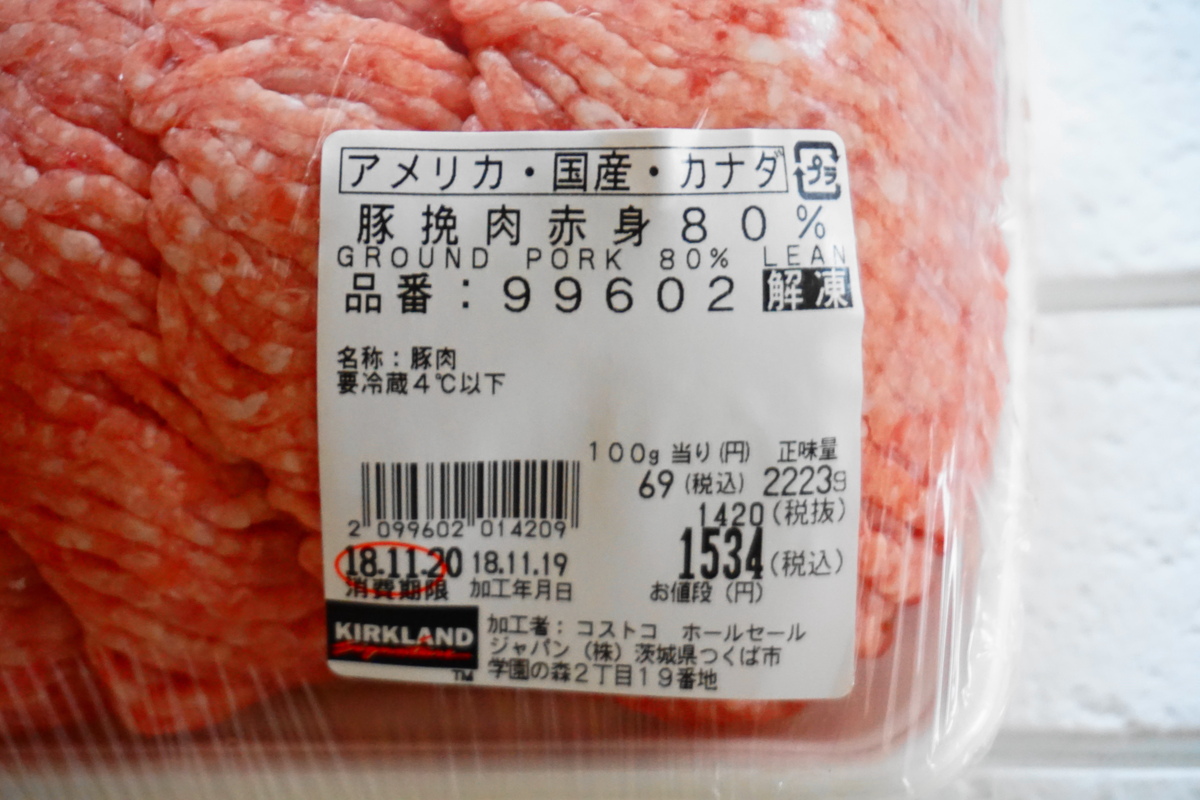 アメリカ・国産・カナダ プラ
豚挽肉赤身80%
GROUND PORK 80% LEAN
品番：99602 解凍
名称：豚肉
要冷蔵4℃以下
100g当り(円) 正味量
69(税込) 2223g
1420(税抜)
1534(税込)
お値段(円)
2 099602 014209
18.11.20 18.11.19
消費期限 加工年月日
KIRKLAND
Signature
TM
加工者：コストコ ホールセール
ジャパン(株)茨城県つくば市
学園の森2丁目19番地